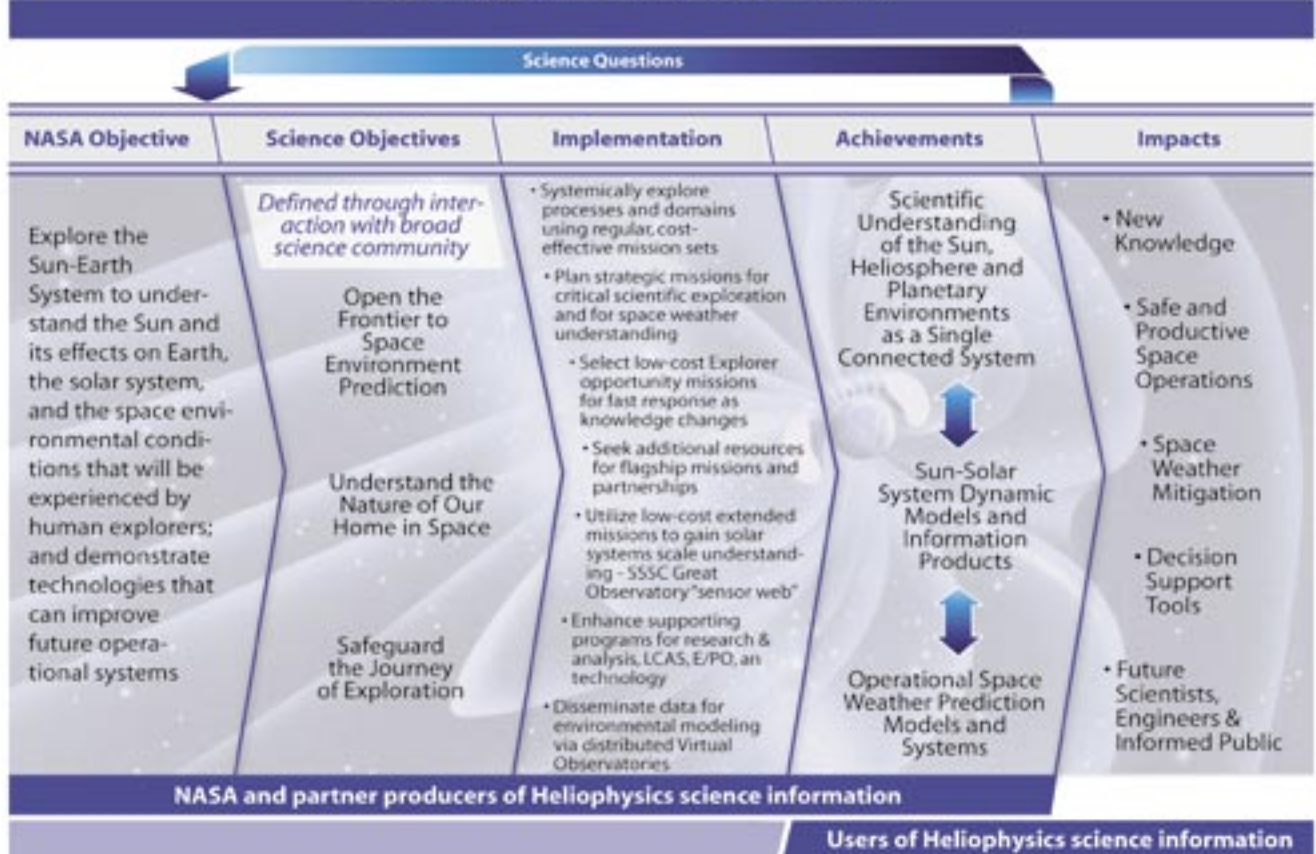 Science Questions
NASA Objective
Science Objectives
Implementation
Achievements
Impacts
Explore the
Sun-Earth
System to under-
stand the Sun and
its effects on Earth,
the solar system,
and the space envi-
ronmental condi-
tions that will be
experienced by
human explorers;
and demonstrate
technologies that
can improve
future opera-
tional systems
Defined through inter-
action with broad
science community
Open the
Frontier to
Space
Environment
Prediction
Understand the
Nature of Our
Home in Space
Safeguard
the Journey
of Exploration
• Systemically explore
processes and domains
using regular, cost-
effective mission sets
• Plan strategic missions for
critical scientific exploration
and for space weather
understanding
• Select low-cost Explorer
opportunity missions
for fast response as
knowledge changes
• Seek additional resources
for flagship missions and
partnerships
• Utilize low-cost extended
missions to gain solar
systems scale understand-
ing - SSSC Great
Observatory "sensor web"
• Enhance supporting
programs for research &
analysis, LCAS, E/PO, an
technology
• Disseminate data for
environmental modeling
via distributed Virtual
Observatories
Scientific
Understanding
of the Sun,
Heliosphere and
Planetary
Environments
as a Single
Connected System
Sun-Solar
System Dynamic
Models and
Information
Products
Operational Space
Weather Prediction
Models and
Systems
• New
Knowledge
• Safe and
Productive
Space
Operations
• Space
Weather
Mitigation
• Decision
Support
Tools
• Future
Scientists,
Engineers &
Informed Public
NASA and partner producers of Heliophysics science information
Users of Heliophysics science information